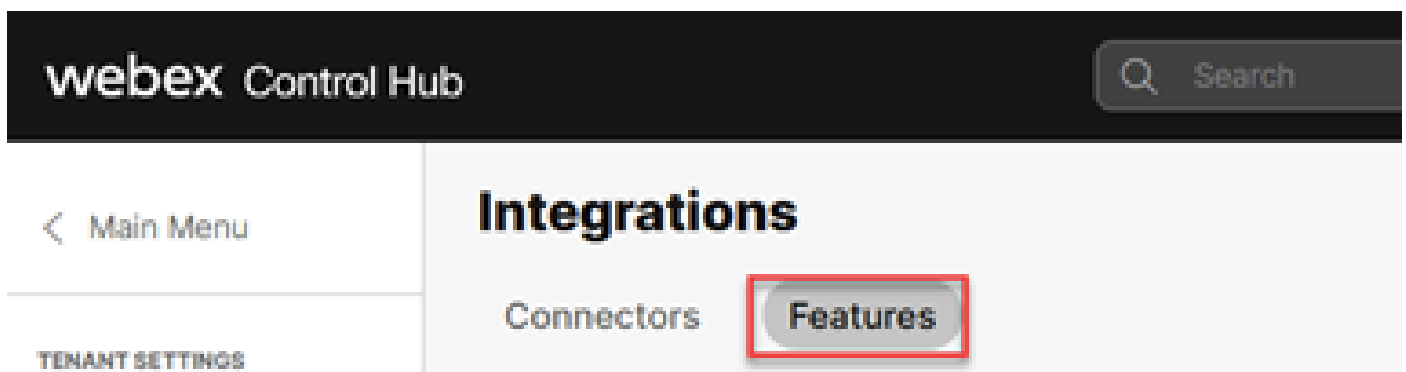 webex Control Hub
Search
Main Menu
Integrations
Connectors
Features
TENANT SETTINGS